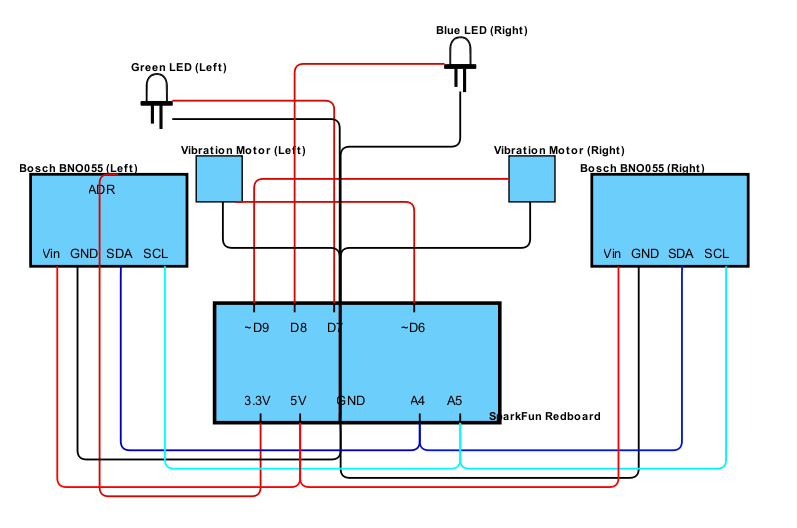 Blue LED (Right)
Green LED (Left)
Vibration Motor (Left)
Vibration Motor (Right)
Bosch BNO055 (Left)
Bosch BNO055 (Right)
ADR
Vin GND SDA SCL
Vin GND SDA SCL
~D9 D8 D7 ~D6
3.3V 5V GND A4 A5
SparkFun Redboard